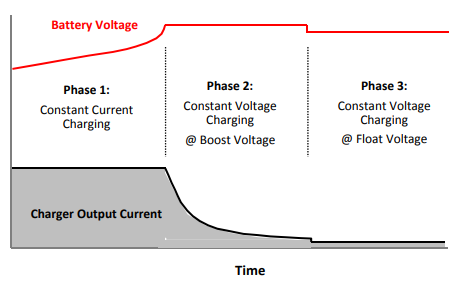 Battery Voltage
Phase 1:
Constant Current
Charging
Phase 2:
Constant Voltage
Charging
@ Boost Voltage
Phase 3:
Constant Voltage
Charging
@ Float Voltage
Charger Output Current
Time